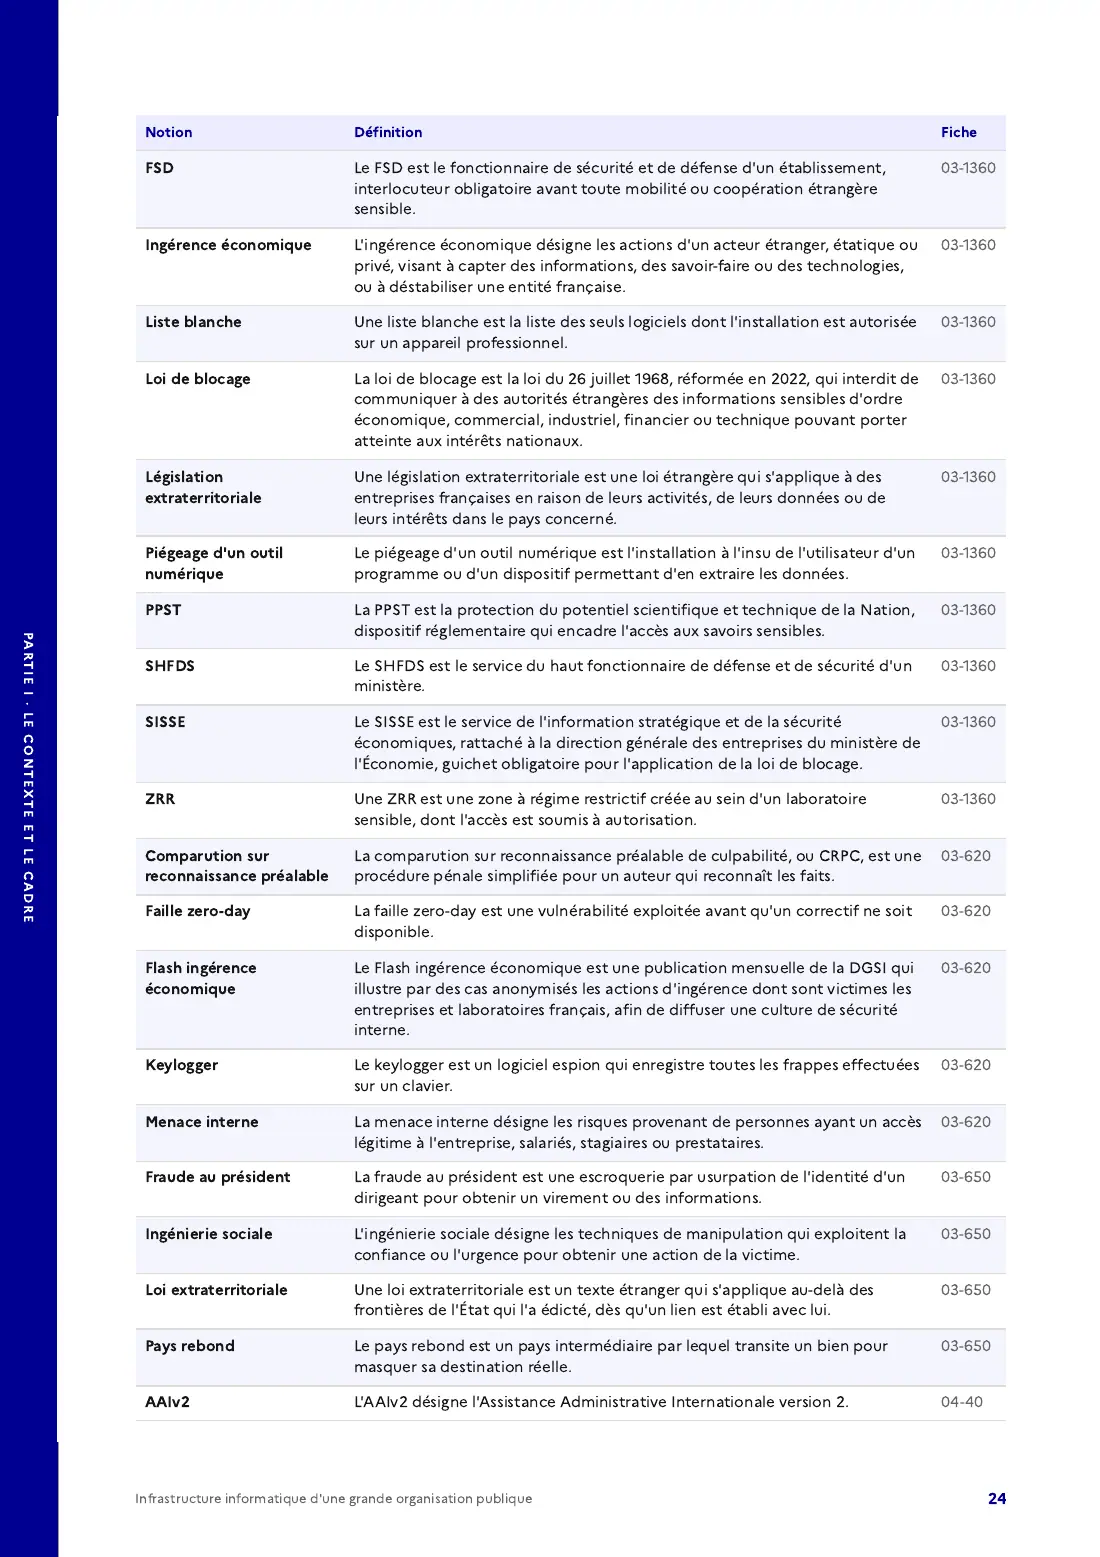 Notion Définition Fiche
FSD Le FSD est le fonctionnaire de sécurité et de défense d'un établissement, 03-1360
interlocuteur obligatoire avant toute mobilité ou coopération étrangère
sensible.
Ingérence économique L'ingérence économique désigne les actions d'un acteur étranger, étatique ou 03-1360
privé, visant à capter des informations, des savoir-faire ou des technologies,
ou à déstabiliser une entité française.
Liste blanche Une liste blanche est la liste des seuls logiciels dont l'installation est autorisée 03-1360
sur un appareil professionnel.
Loi de blocage La loi de blocage est la loi du 26 juillet 1968, réformée en 2022, qui interdit de 03-1360
communiquer à des autorités étrangères des informations sensibles d'ordre
économique, commercial, industriel, financier ou technique pouvant porter
atteinte aux intérêts nationaux.
Législation Une législation extraterritoriale est une loi étrangère qui s'applique à des 03-1360
extraterritoriale entreprises françaises en raison de leurs activités, de leurs données ou de
leurs intérêts dans le pays concerné.
Piégeage d'un outil Le piégeage d'un outil numérique est l'installation à l'insu de l'utilisateur d'un 03-1360
numérique programme ou d'un dispositif permettant d'en extraire les données.
PPST La PPST est la protection du potentiel scientifique et technique de la Nation, 03-1360
dispositif réglementaire qui encadre l'accès aux savoirs sensibles.
SHFDS Le SHFDS est le service du haut fonctionnaire de défense et de sécurité d'un 03-1360
ministère.
SISSE Le SISSE est le service de l'information stratégique et de la sécurité 03-1360
économiques, rattaché à la direction générale des entreprises du ministère de
l'Économie, guichet obligatoire pour l'application de la loi de blocage.
ZRR Une ZRR est une zone à régime restrictif créée au sein d'un laboratoire 03-1360
sensible, dont l'accès est soumis à autorisation.
Comparution sur La comparution sur reconnaissance préalable de culpabilité, ou CRPC, est une 03-620
reconnaissance préalable procédure pénale simplifiée pour un auteur qui reconnaît les faits.
Faille zero-day La faille zero-day est une vulnérabilité exploitée avant qu'un correctif ne soit 03-620
disponible.
Flash ingérence Le Flash ingérence économique est une publication mensuelle de la DGSI qui 03-620
économique illustre par des cas anonymisés les actions d'ingérence dont sont victimes les
entreprises et laboratoires français, afin de diffuser une culture de sécurité
interne.
Keylogger Le keylogger est un logiciel espion qui enregistre toutes les frappes effectuées 03-620
sur un clavier.
Menace interne La menace interne désigne les risques provenant de personnes ayant un accès 03-620
légitime à l'entreprise, salariés, stagiaires ou prestataires.
Fraude au président La fraude au président est une escroquerie par usurpation de l'identité d'un 03-650
dirigeant pour obtenir un virement ou des informations.
Ingénierie sociale L'ingénierie sociale désigne les techniques de manipulation qui exploitent la 03-650
confiance ou l'urgence pour obtenir une action de la victime.
Loi extraterritoriale Une loi extraterritoriale est un texte étranger qui s'applique au-delà des 03-650
frontières de l'État qui l'a édicté, dès qu'un lien est établi avec lui.
Pays rebond Le pays rebond est un pays intermédiaire par lequel transite un bien pour 03-650
masquer sa destination réelle.
AAIv2 L'AAIv2 désigne l'Assistance Administrative Internationale version 2. 04-40
PARTIE I · LE CONTEXTE ET LE CADRE
Infrastructure informatique d'une grande organisation publique 24